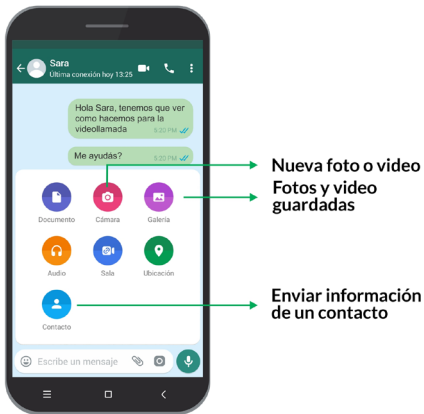 Sara
Última conexión hoy 13:25
Hola Sara, tenemos que ver
como hacemos para la
videollamada
5:20 PM
Me ayudás?
5:20 PM
Documento
Cámara
Galería
Audio
Sala
Ubicación
Contacto
Escribe un mensaje
Nueva foto o video
Fotos y video
guardadas
Enviar información
de un contacto